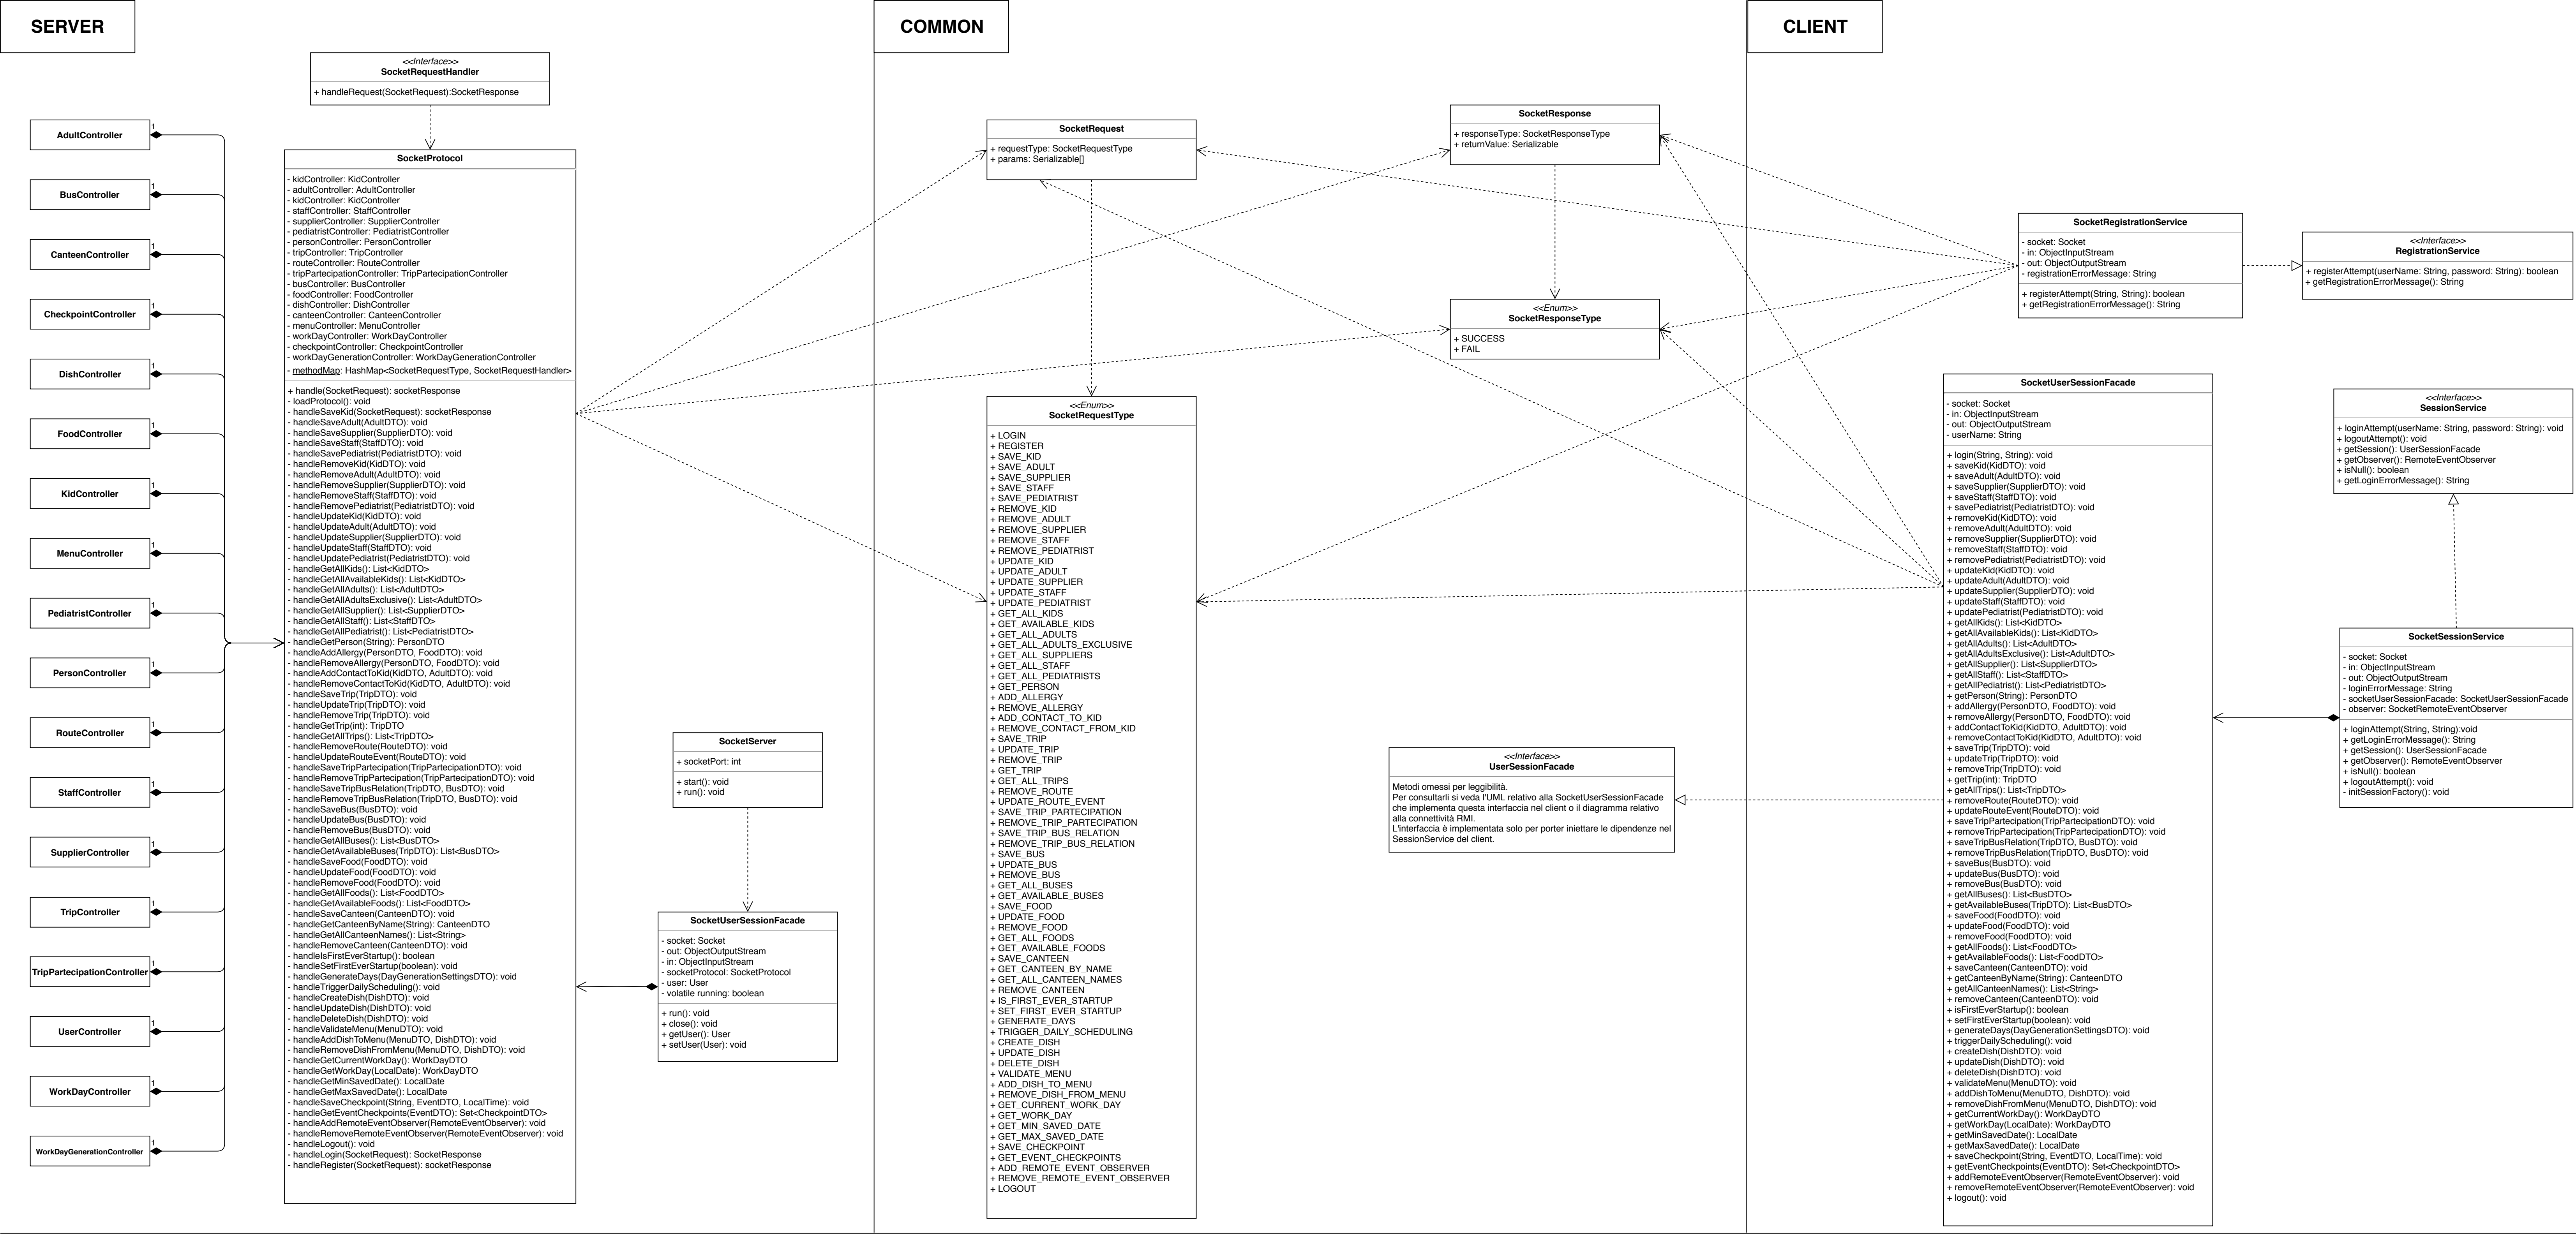 SERVER
<<Interface>>
SocketRequestHandler
+ handleRequest(SocketRequest):SocketResponse
AdultController
1
BusController
1
CanteenController
1
CheckpointController
1
DishController
1
FoodController
1
KidController
1
MenuController
1
PediatristController
1
PersonController
1
RouteController
1
StaffController
1
SupplierController
1
TripController
1
TripPartecipationController
1
UserController
1
WorkDayController
1
WorkDayGenerationController
1
SocketProtocol
- kidController: KidController
- adultController: AdultController
- kidController: KidController
- staffController: StaffController
- supplierController: SupplierController
- pediatristController: PediatristController
- personController: PersonController
- tripController: TripController
- routeController: RouteController
- tripPartecipationController: TripPartecipationController
- busController: BusController
- foodController: FoodController
- dishController: DishController
- canteenController: CanteenController
- menuController: MenuController
- workDayController: WorkDayController
- checkpointController: CheckpointController
- workDayGenerationController: WorkDayGenerationController
- methodMap: HashMap<SocketRequestType, SocketRequestHandler>
+ handle(SocketRequest): socketResponse
- loadProtocol(): void
- handleSaveKid(SocketRequest): socketResponse
- handleSaveAdult(AdultDTO): void
- handleSaveSupplier(SupplierDTO): void
- handleSaveStaff(StaffDTO): void
- handleSavePediatrist(PediatristDTO): void
- handleRemoveKid(KidDTO): void
- handleRemoveAdult(AdultDTO): void
- handleRemoveSupplier(SupplierDTO): void
- handleRemoveStaff(StaffDTO): void
- handleRemovePediatrist(PediatristDTO): void
- handleUpdateKid(KidDTO): void
- handleUpdateAdult(AdultDTO): void
- handleUpdateSupplier(SupplierDTO): void
- handleUpdateStaff(StaffDTO): void
- handleUpdatePediatrist(PediatristDTO): void
- handleGetAllKids(): List<KidDTO>
- handleGetAllAvailableKids(): List<KidDTO>
- handleGetAllAdults(): List<AdultDTO>
- handleGetAllAdultsExclusive(): List<AdultDTO>
- handleGetAllSupplier(): List<SupplierDTO>
- handleGetAllStaff(): List<StaffDTO>
- handleGetAllPediatrist(): List<PediatristDTO>
- handleGetPerson(String): PersonDTO
- handleAddAllergy(PersonDTO, FoodDTO): void
- handleRemoveAllergy(PersonDTO, FoodDTO): void
- handleAddContactToKid(KidDTO, AdultDTO): void
- handleRemoveContactToKid(KidDTO, AdultDTO): void
- handleSaveTrip(TripDTO): void
- handleUpdateTrip(TripDTO): void
- handleRemoveTrip(TripDTO): void
- handleGetTrip(int): TripDTO
- handleGetAllTrips(): List<TripDTO>
- handleRemoveRoute(RouteDTO): void
- handleUpdateRouteEvent(RouteDTO): void
- handleSaveTripPartecipation(TripPartecipationDTO): void
- handleRemoveTripPartecipation(TripPartecipationDTO): void
- handleSaveTripBusRelation(TripDTO, BusDTO): void
- handleRemoveTripBusRelation(TripDTO, BusDTO): void
- handleSaveBus(BusDTO): void
- handleUpdateBus(BusDTO): void
- handleRemoveBus(BusDTO): void
- handleGetAllBuses(): List<BusDTO>
- handleGetAvailableBuses(TripDTO): List<BusDTO>
- handleSaveFood(FoodDTO): void
- handleUpdateFood(FoodDTO): void
- handleRemoveFood(FoodDTO): void
- handleGetAllFoods(): List<FoodDTO>
- handleGetAvailableFoods(): List<FoodDTO>
- handleSaveCanteen(CanteenDTO): void
- handleGetCanteenByName(String): CanteenDTO
- handleGetAllCanteenNames(): List<String>
- handleRemoveCanteen(CanteenDTO): void
- handleIsFirstEverStartup(): boolean
- handleSetFirstEverStartup(boolean): void
- handleGenerateDays(DayGenerationSettingsDTO): void
- handleTriggerDailyScheduling(): void
- handleCreateDish(DishDTO): void
- handleUpdateDish(DishDTO): void
- handleDeleteDish(DishDTO): void
- handleValidateMenu(MenuDTO): void
- handleAddDishToMenu(MenuDTO, DishDTO): void
- handleRemoveDishFromMenu(MenuDTO, DishDTO): void
- handleGetCurrentWorkDay(): WorkDayDTO
- handleGetWorkDay(LocalDate): WorkDayDTO
- handleGetMinSavedDate(): LocalDate
- handleGetMaxSavedDate(): LocalDate
- handleSaveCheckpoint(String, EventDTO, LocalTime): void
- handleGetEventCheckpoints(EventDTO): Set<CheckpointDTO>
- handleAddRemoteEventObserver(RemoteEventObserver): void
- handleRemoveRemoteEventObserver(RemoteEventObserver): void
- handleLogout(): void
- handleLogin(SocketRequest): SocketResponse
- handleRegister(SocketRequest): socketResponse
SocketServer
+ socketPort: int
+ start(): void
+ run(): void
SocketUserSessionFacade
- socket: Socket
- out: ObjectOutputStream
- in: ObjectInputStream
- socketProtocol: SocketProtocol
- user: User
- volatile running: boolean
+ run(): void
+ close(): void
+ getUser(): User
+ setUser(User): void
COMMON
SocketRequest
+ requestType: SocketRequestType
+ params: Serializable[]
SocketResponse
+ responseType: SocketResponseType
+ returnValue: Serializable
<<Enum>>
SocketResponseType
+ SUCCESS
+ FAIL
<<Enum>>
SocketRequestType
+ LOGIN
+ REGISTER
+ SAVE_KID
+ SAVE_ADULT
+ SAVE_SUPPLIER
+ SAVE_STAFF
+ SAVE_PEDIATRIST
+ REMOVE_KID
+ REMOVE_ADULT
+ REMOVE_SUPPLIER
+ REMOVE_STAFF
+ REMOVE_PEDIATRIST
+ UPDATE_KID
+ UPDATE_ADULT
+ UPDATE_SUPPLIER
+ UPDATE_STAFF
+ UPDATE_PEDIATRIST
+ GET_ALL_KIDS
+ GET_AVAILABLE_KIDS
+ GET_ALL_ADULTS
+ GET_ALL_ADULTS_EXCLUSIVE
+ GET_ALL_SUPPLIERS
+ GET_ALL_STAFF
+ GET_ALL_PEDIATRISTS
+ GET_PERSON
+ ADD_ALLERGY
+ REMOVE_ALLERGY
+ ADD_CONTACT_TO_KID
+ REMOVE_CONTACT_FROM_KID
+ SAVE_TRIP
+ UPDATE_TRIP
+ REMOVE_TRIP
+ GET_TRIP
+ GET_ALL_TRIPS
+ REMOVE_ROUTE
+ UPDATE_ROUTE_EVENT
+ SAVE_TRIP_PARTECIPATION
+ REMOVE_TRIP_PARTECIPATION
+ SAVE_TRIP_BUS_RELATION
+ REMOVE_TRIP_BUS_RELATION
+ SAVE_BUS
+ UPDATE_BUS
+ REMOVE_BUS
+ GET_ALL_BUSES
+ GET_AVAILABLE_BUSES
+ SAVE_FOOD
+ UPDATE_FOOD
+ REMOVE_FOOD
+ GET_ALL_FOODS
+ GET_AVAILABLE_FOODS
+ SAVE_CANTEEN
+ GET_CANTEEN_BY_NAME
+ GET_ALL_CANTEEN_NAMES
+ REMOVE_CANTEEN
+ IS_FIRST_EVER_STARTUP
+ SET_FIRST_EVER_STARTUP
+ GENERATE_DAYS
+ TRIGGER_DAILY_SCHEDULING
+ CREATE_DISH
+ UPDATE_DISH
+ DELETE_DISH
+ VALIDATE_MENU
+ ADD_DISH_TO_MENU
+ REMOVE_DISH_FROM_MENU
+ GET_CURRENT_WORK_DAY
+ GET_WORK_DAY
+ GET_MIN_SAVED_DATE
+ GET_MAX_SAVED_DATE
+ SAVE_CHECKPOINT
+ GET_EVENT_CHECKPOINTS
+ ADD_REMOTE_EVENT_OBSERVER
+ REMOVE_REMOTE_EVENT_OBSERVER
+ LOGOUT
<<Interface>>
UserSessionFacade
Metodi omessi per leggibilità.
Per consultarli si veda l'UML relativo alla SocketUserSessionFacade
che implementa questa interfaccia nel client o il diagramma relativo
alla connettività RMI.
L'interfaccia è implementata solo per porter iniettare le dipendenze nel
SessionService del client.
CLIENT
SocketRegistrationService
- socket: Socket
- in: ObjectInputStream
- out: ObjectOutputStream
- registrationErrorMessage: String
+ registerAttempt(String, String): boolean
+ getRegistrationErrorMessage(): String
<<Interface>>
RegistrationService
+ registerAttempt(userName: String, password: String): boolean
+ getRegistrationErrorMessage(): String
SocketUserSessionFacade
- socket: Socket
- in: ObjectInputStream
- out: ObjectOutputStream
- userName: String
+ login(String, String): void
+ saveKid(KidDTO): void
+ saveAdult(AdultDTO): void
+ saveSupplier(SupplierDTO): void
+ saveStaff(StaffDTO): void
+ savePediatrist(PediatristDTO): void
+ removeKid(KidDTO): void
+ removeAdult(AdultDTO): void
+ removeSupplier(SupplierDTO): void
+ removeStaff(StaffDTO): void
+ removePediatrist(PediatristDTO): void
+ updateKid(KidDTO): void
+ updateAdult(AdultDTO): void
+ updateSupplier(SupplierDTO): void
+ updateStaff(StaffDTO): void
+ updatePediatrist(PediatristDTO): void
+ getAllKids(): List<KidDTO>
+ getAllAvailableKids(): List<KidDTO>
+ getAllAdults(): List<AdultDTO>
+ getAllAdultsExclusive(): List<AdultDTO>
+ getAllSupplier(): List<SupplierDTO>
+ getAllStaff(): List<StaffDTO>
+ getAllPediatrist(): List<PediatristDTO>
+ getPerson(String): PersonDTO
+ addAllergy(PersonDTO, FoodDTO): void
+ removeAllergy(PersonDTO, FoodDTO): void
+ addContactToKid(KidDTO, AdultDTO): void
+ removeContactToKid(KidDTO, AdultDTO): void
+ saveTrip(TripDTO): void
+ updateTrip(TripDTO): void
+ removeTrip(TripDTO): void
+ getTrip(int): TripDTO
+ getAllTrips(): List<TripDTO>
+ removeRoute(RouteDTO): void
+ updateRouteEvent(RouteDTO): void
+ saveTripPartecipation(TripPartecipationDTO): void
+ removeTripPartecipation(TripPartecipationDTO): void
+ saveTripBusRelation(TripDTO, BusDTO): void
+ removeTripBusRelation(TripDTO, BusDTO): void
+ saveBus(BusDTO): void
+ updateBus(BusDTO): void
+ removeBus(BusDTO): void
+ getAllBuses(): List<BusDTO>
+ getAvailableBuses(TripDTO): List<BusDTO>
+ saveFood(FoodDTO): void
+ updateFood(FoodDTO): void
+ removeFood(FoodDTO): void
+ getAllFoods(): List<FoodDTO>
+ getAvailableFoods(): List<FoodDTO>
+ saveCanteen(CanteenDTO): void
+ getCanteenByName(String): CanteenDTO
+ getAllCanteenNames(): List<String>
+ removeCanteen(CanteenDTO): void
+ isFirstEverStartup(): boolean
+ setFirstEverStartup(boolean): void
+ generateDays(DayGenerationSettingsDTO): void
+ triggerDailyScheduling(): void
+ createDish(DishDTO): void
+ updateDish(DishDTO): void
+ deleteDish(DishDTO): void
+ validateMenu(MenuDTO): void
+ addDishToMenu(MenuDTO, DishDTO): void
+ removeDishFromMenu(MenuDTO, DishDTO): void
+ getCurrentWorkDay(): WorkDayDTO
+ getWorkDay(LocalDate): WorkDayDTO
+ getMinSavedDate(): LocalDate
+ getMaxSavedDate(): LocalDate
+ saveCheckpoint(String, EventDTO, LocalTime): void
+ getEventCheckpoints(EventDTO): Set<CheckpointDTO>
+ addRemoteEventObserver(RemoteEventObserver): void
+ removeRemoteEventObserver(RemoteEventObserver): void
+ logout(): void
<<Interface>>
SessionService
+ loginAttempt(userName: String, password: String): void
+ logoutAttempt(): void
+ getSession(): UserSessionFacade
+ getObserver(): RemoteEventObserver
+ isNull(): boolean
+ getLoginErrorMessage(): String
SocketSessionService
- socket: Socket
- in: ObjectInputStream
- out: ObjectOutputStream
- loginErrorMessage: String
- socketUserSessionFacade: SocketUserSessionFacade
- observer: SocketRemoteEventObserver
+ loginAttempt(String, String):void
+ getLoginErrorMessage(): String
+ getSession(): UserSessionFacade
+ getObserver(): RemoteEventObserver
+ isNull(): boolean
+ logoutAttempt(): void
- initSessionFactory(): void